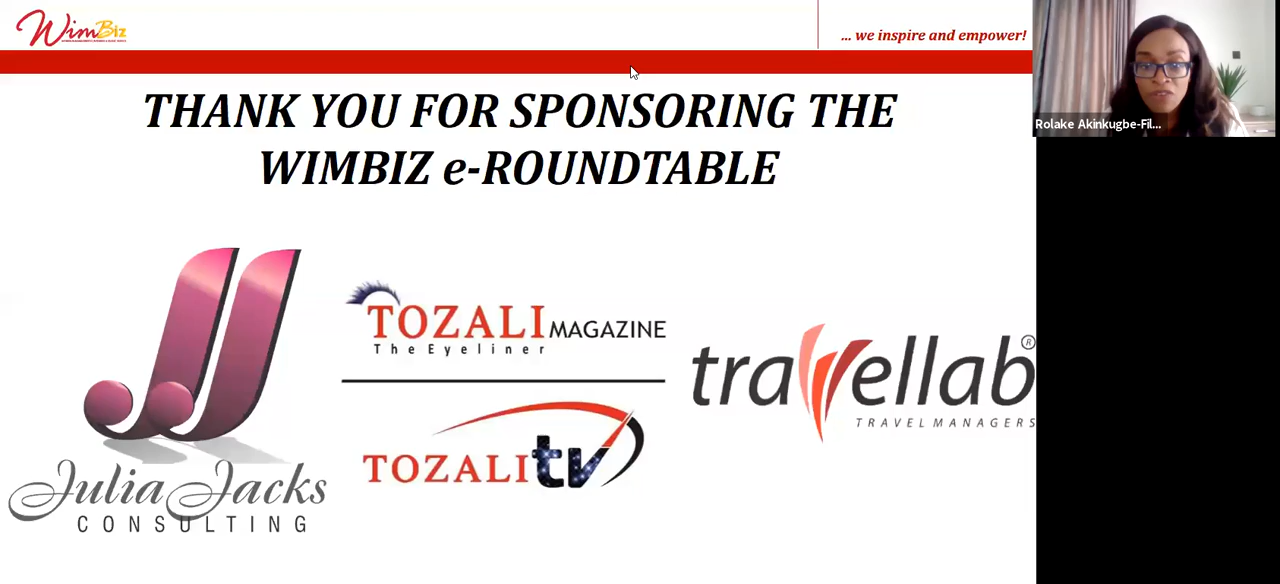 WimBiz
... we inspire and empower!
Rolake Akinkugbe-Fil...
THANK YOU FOR SPONSORING THE
WIMBIZ e-ROUNDTABLE
Julia Jacks
CONSULTING
TOZALI MAGAZINE
The Eyeliner
TOZALI tv
travellab®
TRAVEL MANAGERS